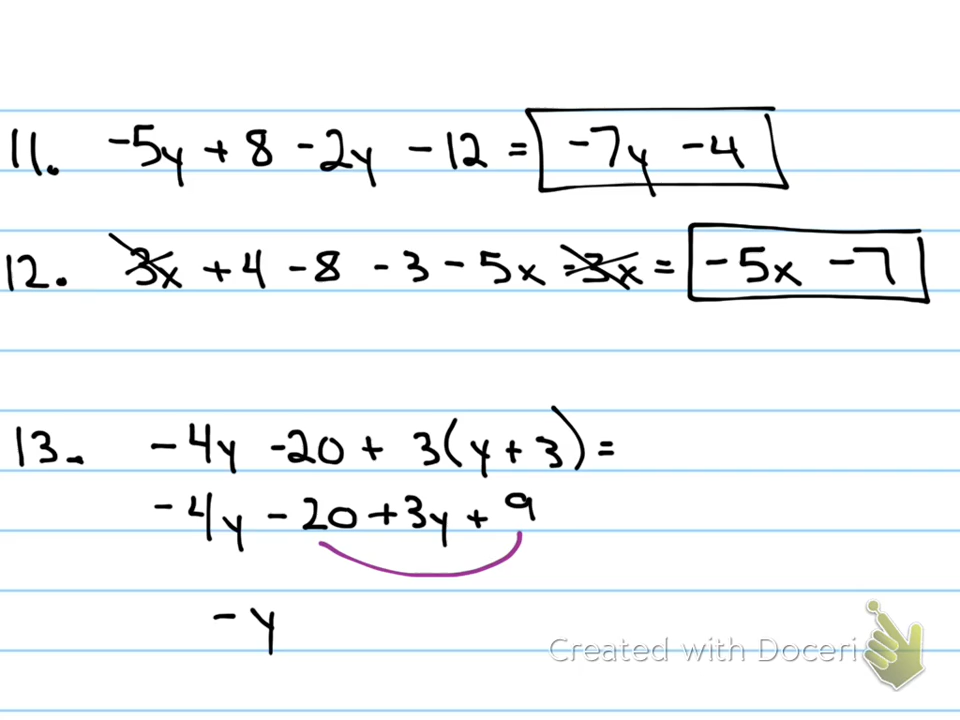 11. -5y + 8 - 2y - 12 = -7y - 4
12. 3x + 4 - 8 - 3 - 5x - 3x = -5x - 7
13. - 4y - 20 + 3(y + 3) =
- 4y - 20 + 3y + 9
- y
Created with Doceri